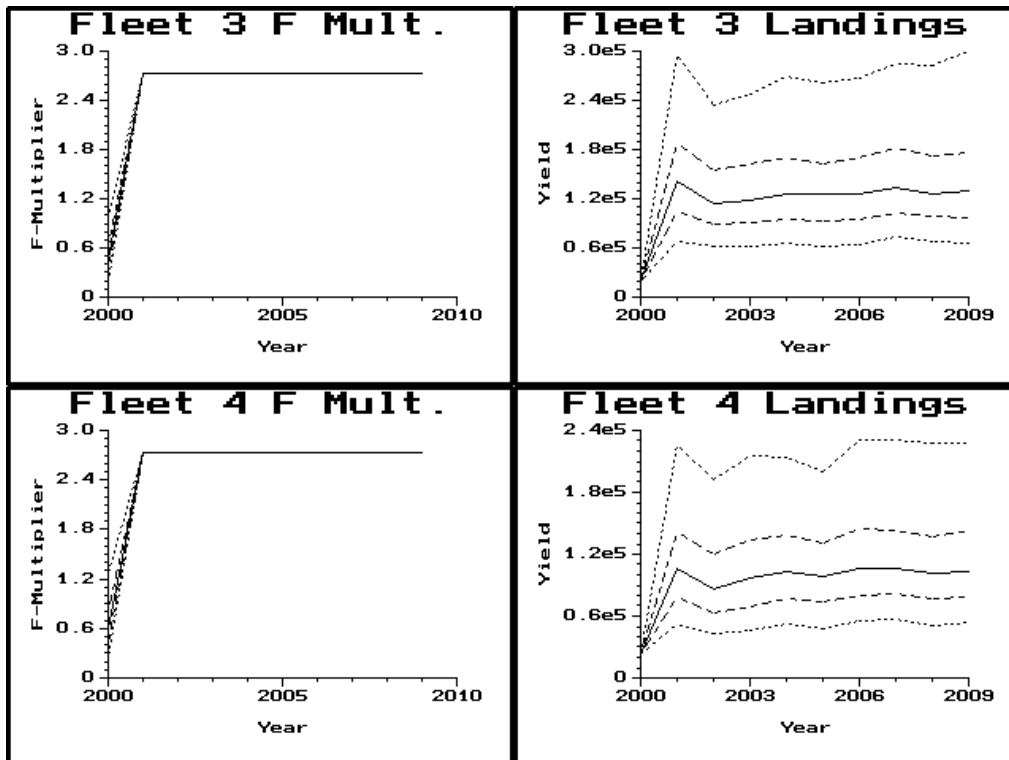 Fleet 3 F Mult.
3.0
2.4
1.8
1.2
0.6
0
F-Multiplier
2000 2005 2010
Year
Fleet 3 Landings
3.0e5
2.4e5
1.8e5
1.2e5
0.6e5
0
Yield
2000 2003 2006 2009
Year
Fleet 4 F Mult.
3.0
2.4
1.8
1.2
0.6
0
F-Multiplier
2000 2005 2010
Year
Fleet 4 Landings
2.4e5
1.8e5
1.2e5
0.6e5
0
Yield
2000 2003 2006 2009
Year